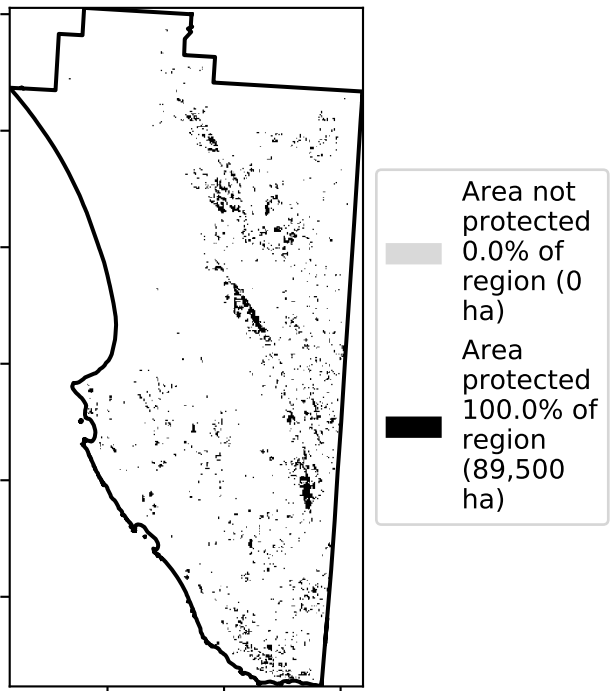 Area not
protected
0.0% of
region (0
ha)
Area
protected
100.0% of
region
(89,500
ha)